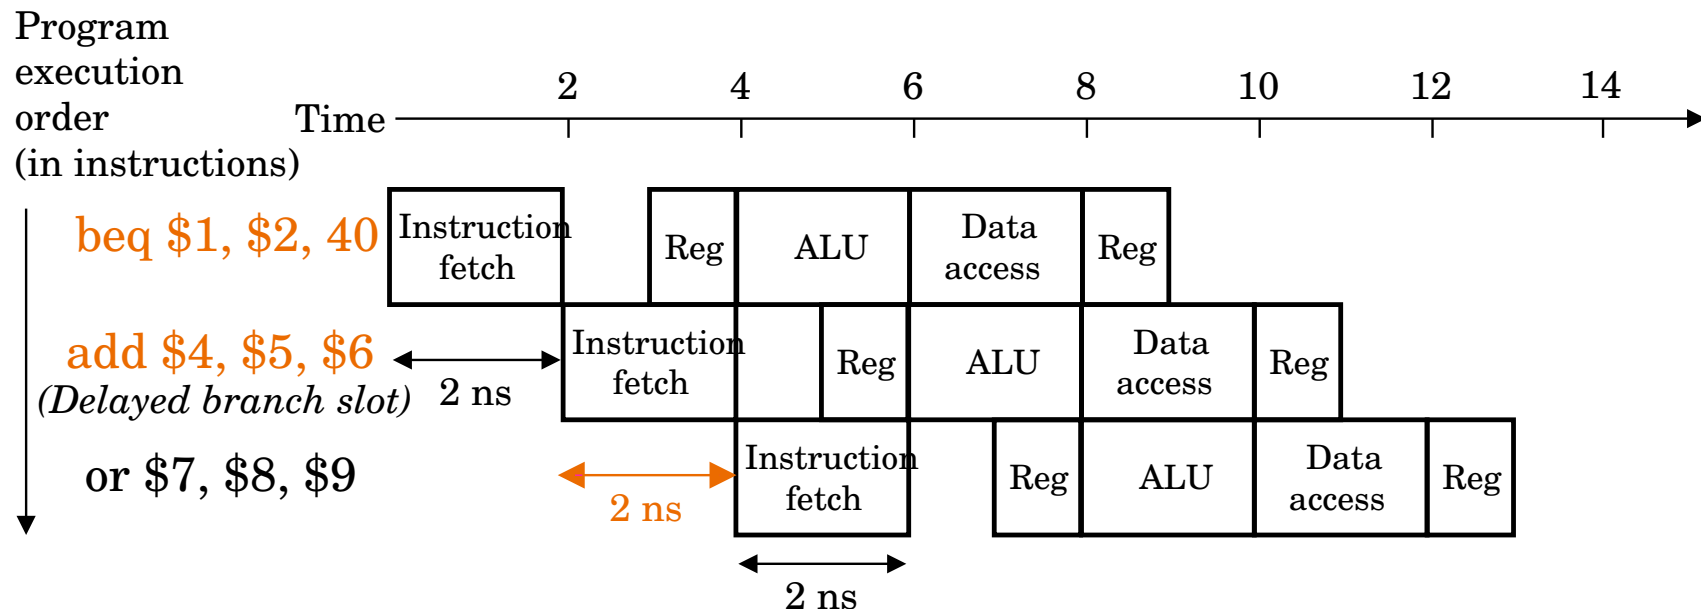 Program
execution
order
(in instructions)
Time
2 4 6 8 10 12 14
beq $1, $2, 40
Instruction
fetch
Reg
ALU
Data
access
Reg
add $4, $5, $6
(Delayed branch slot)
2 ns
Instruction
fetch
Reg
ALU
Data
access
Reg
or $7, $8, $9
2 ns
Instruction
fetch
Reg
ALU
Data
access
Reg
2 ns